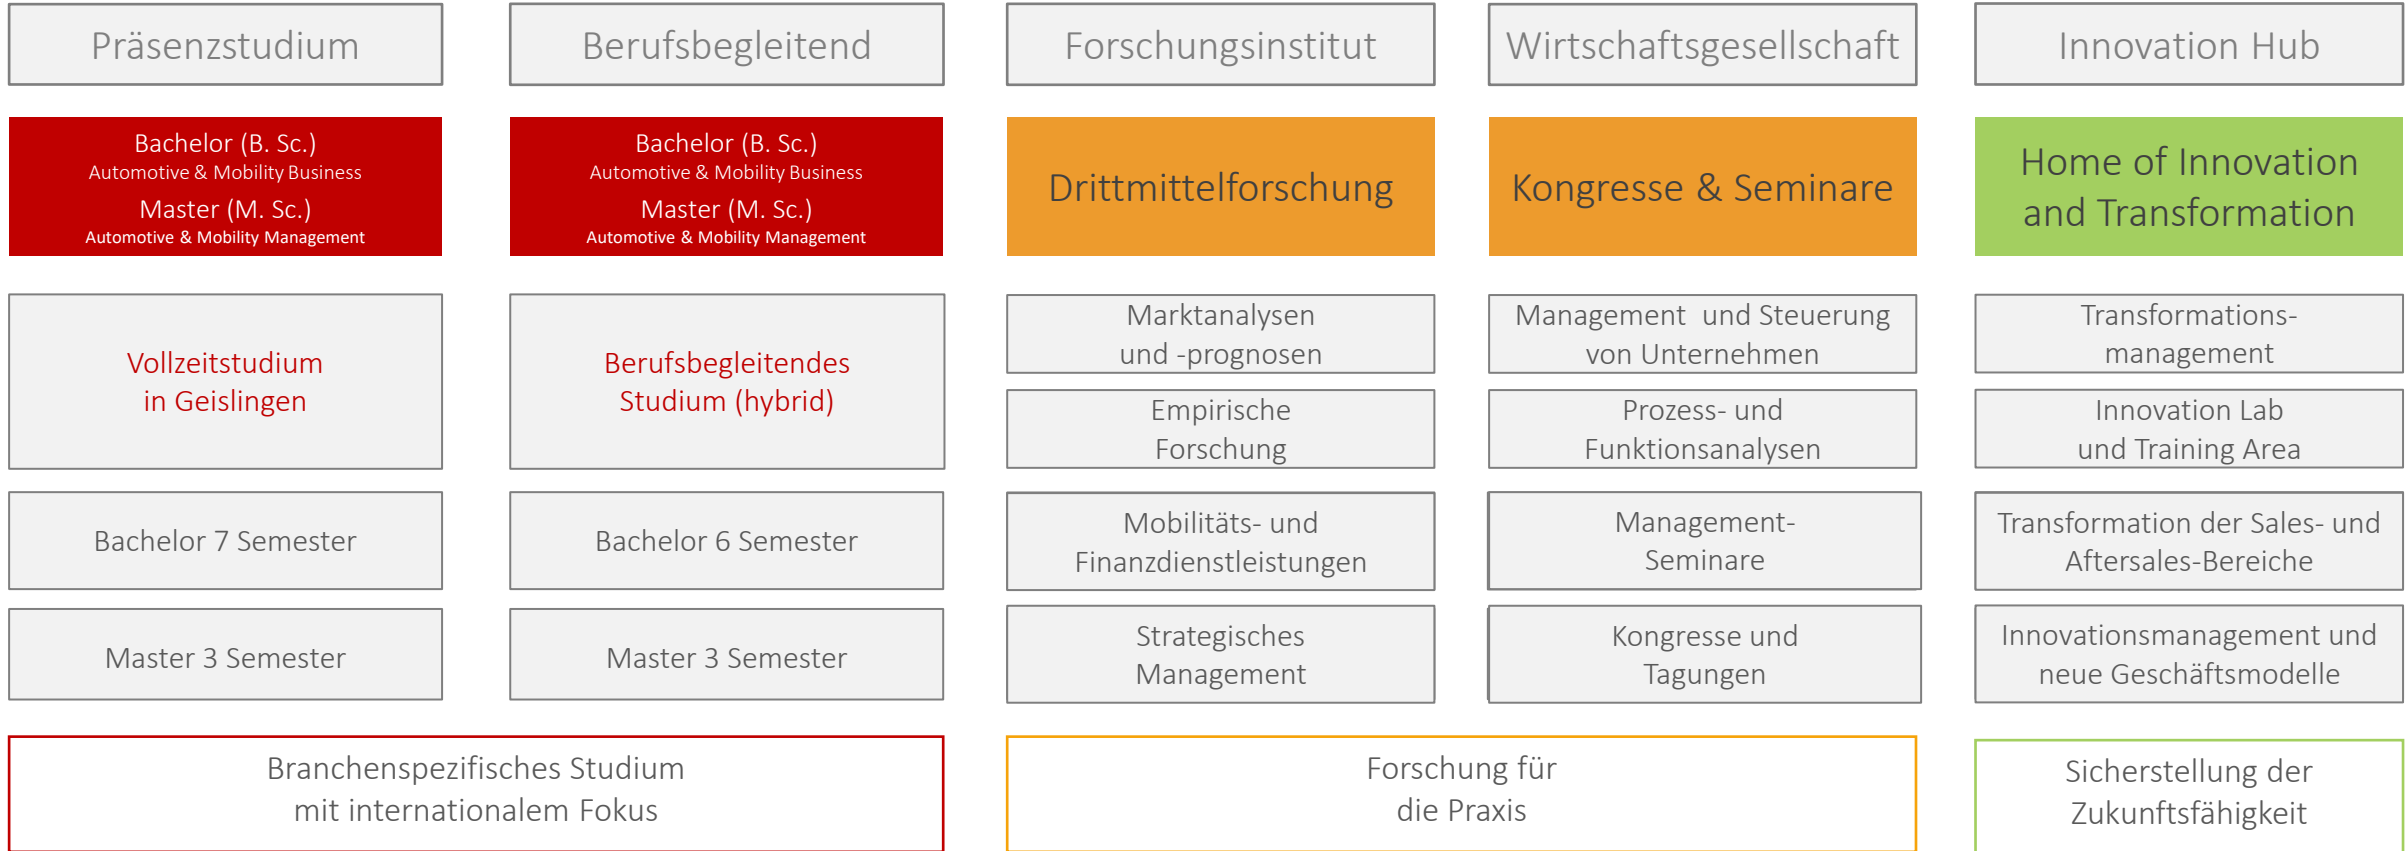 Präsenzstudium
Berufsbegleitend
Forschungsinstitut
Wirtschaftsgesellschaft
Innovation Hub
Bachelor (B. Sc.)
Automotive & Mobility Business
Master (M. Sc.)
Automotive & Mobility Management
Bachelor (B. Sc.)
Automotive & Mobility Business
Master (M. Sc.)
Automotive & Mobility Management
Drittmittelforschung
Kongresse & Seminare
Home of Innovation
and Transformation
Vollzeitstudium
in Geislingen
Berufsbegleitendes
Studium (hybrid)
Marktanalysen
und -prognosen
Management und Steuerung
von Unternehmen
Transformations-
management
Empirische
Forschung
Prozess- und
Funktionsanalysen
Innovation Lab
und Training Area
Bachelor 7 Semester
Bachelor 6 Semester
Mobilitäts- und
Finanzdienstleistungen
Management-
Seminare
Transformation der Sales- und
Aftersales-Bereiche
Master 3 Semester
Master 3 Semester
Strategisches
Management
Kongresse und
Tagungen
Innovationsmanagement und
neue Geschäftsmodelle
Branchenspezifisches Studium
mit internationalem Fokus
Forschung für
die Praxis
Sicherstellung der
Zukunftsfähigkeit